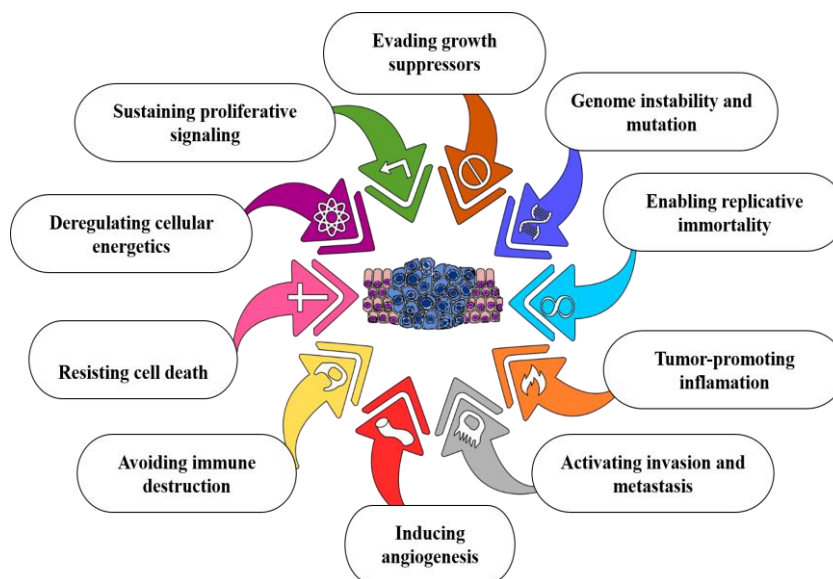 Evading growth
suppressors
Genome instability and
mutation
Sustaining proliferative
signaling
Enabling replicative
immortality
Deregulating cellular
energetics
Resisting cell death
Tumor-promoting
inflamation
Avoiding immune
destruction
Activating invasion and
metastasis
Inducing
angiogenesis